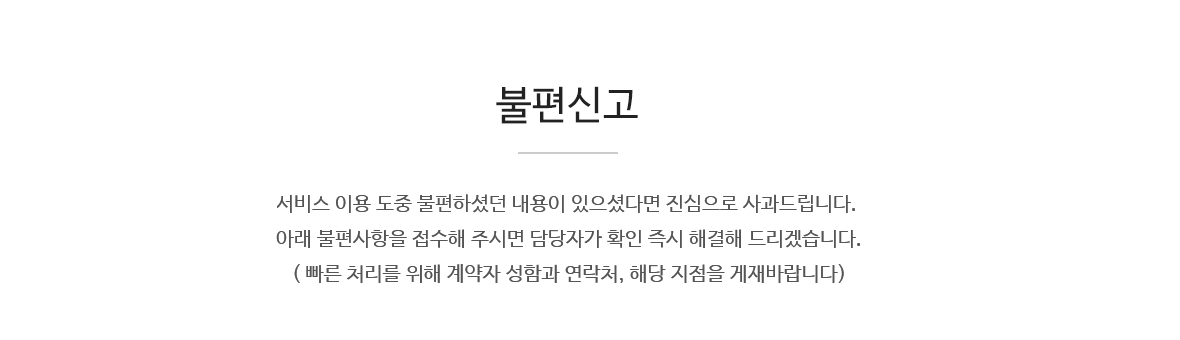 불편신고
서비스 이용 도중 불편하셨던 내용이 있으셨다면 진심으로 사과드립니다.
아래 불편사항을 접수해 주시면 담당자가 확인 즉시 해결해 드리겠습니다.
( 빠른 처리를 위해 계약자 성함과 연락처, 해당 지점을 게재바랍니다)